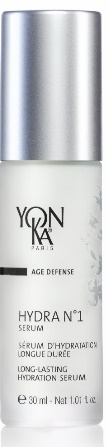 YON
KA
PARIS
AGE DEFENSE
HYDRA N°1
SERUM
SÉRUM D'HYDRATATION
LONGUE DURÉE
LONG-LASTING
HYDRATION SERUM
℮ 30 ml - Net 1.01 fl. oz